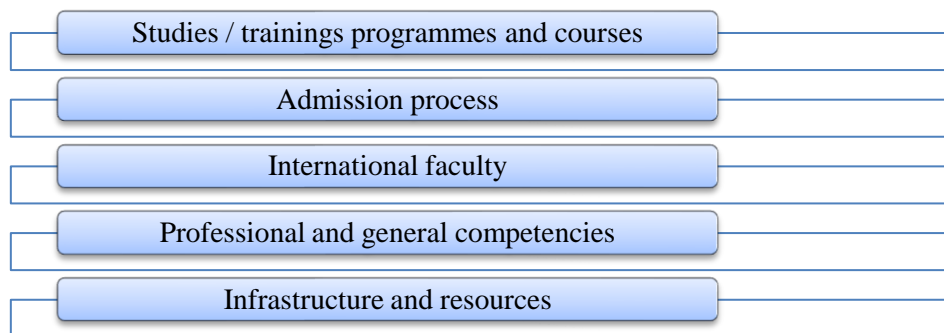 Studies / trainings programmes and courses
Admission process
International faculty
Professional and general competencies
Infrastructure and resources